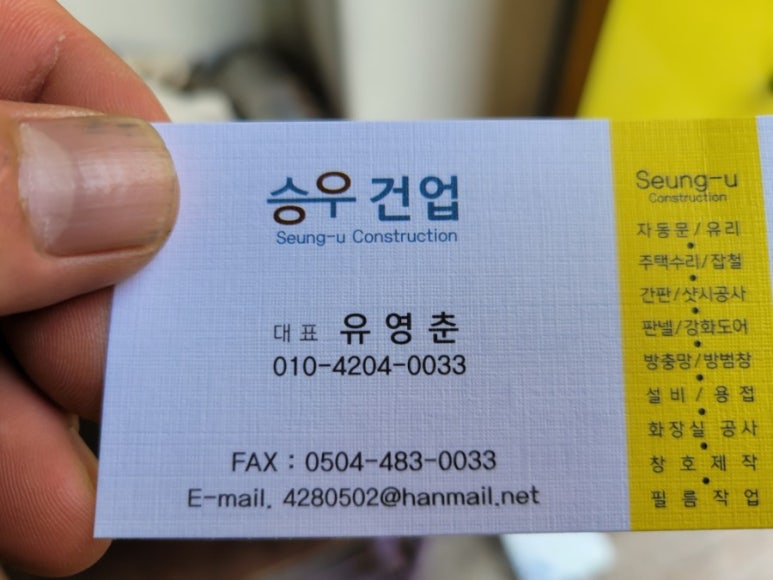 승우 건업
Seung-u Construction
대표 유영춘
010-4204-0033
FAX : 0504-483-0033
E-mail. 4280502@hanmail.net
Seung-u
Construction
자동문/유리
주택수리/잡철
간판/샷시공사
판넬/강화도어
방충망/방범창
설비/용접
화장실 공사
창호제작
필름작업